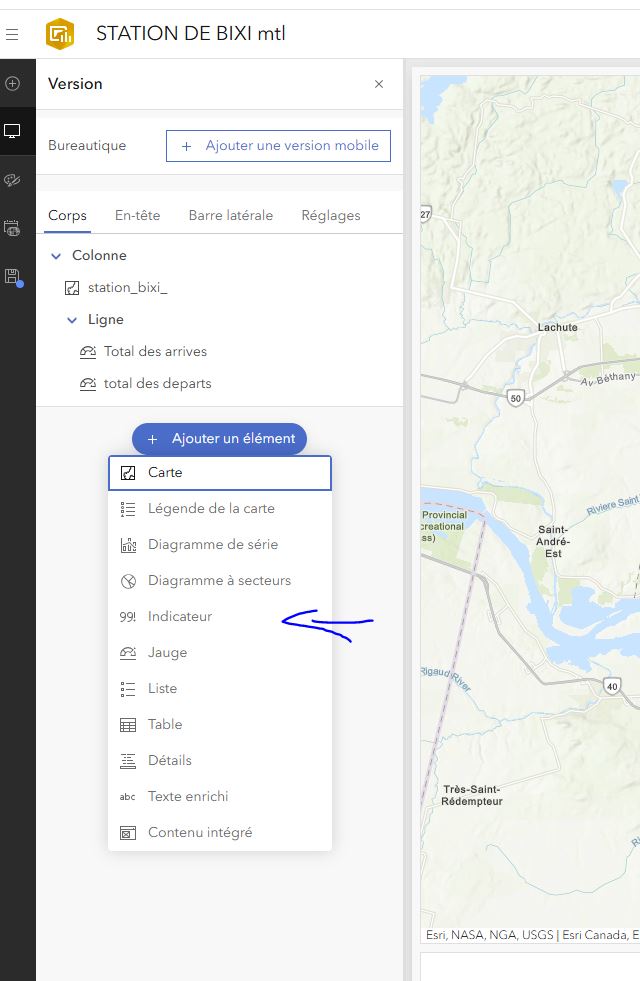 STATION DE BIXI mtl
Version
Bureautique
+ Ajouter une version mobile
Corps En-tête Barre latérale Réglages
Colonne
station_bixi_
Ligne
Total des arrives
total des departs
+ Ajouter un élément
Carte
Légende de la carte
Diagramme de série
Diagramme à secteurs
99! Indicateur
Jauge
Liste
Table
Détails
abc Texte enrichi
Contenu intégré
27
Lachute
Av Béthany
50
Riviere Saint
Provincial
creational
ass)
Saint-
André-
Est
Rigaud River
40
Très-Saint-
Rédempteur
Esri, NASA, NGA, USGS | Esri Canada, E